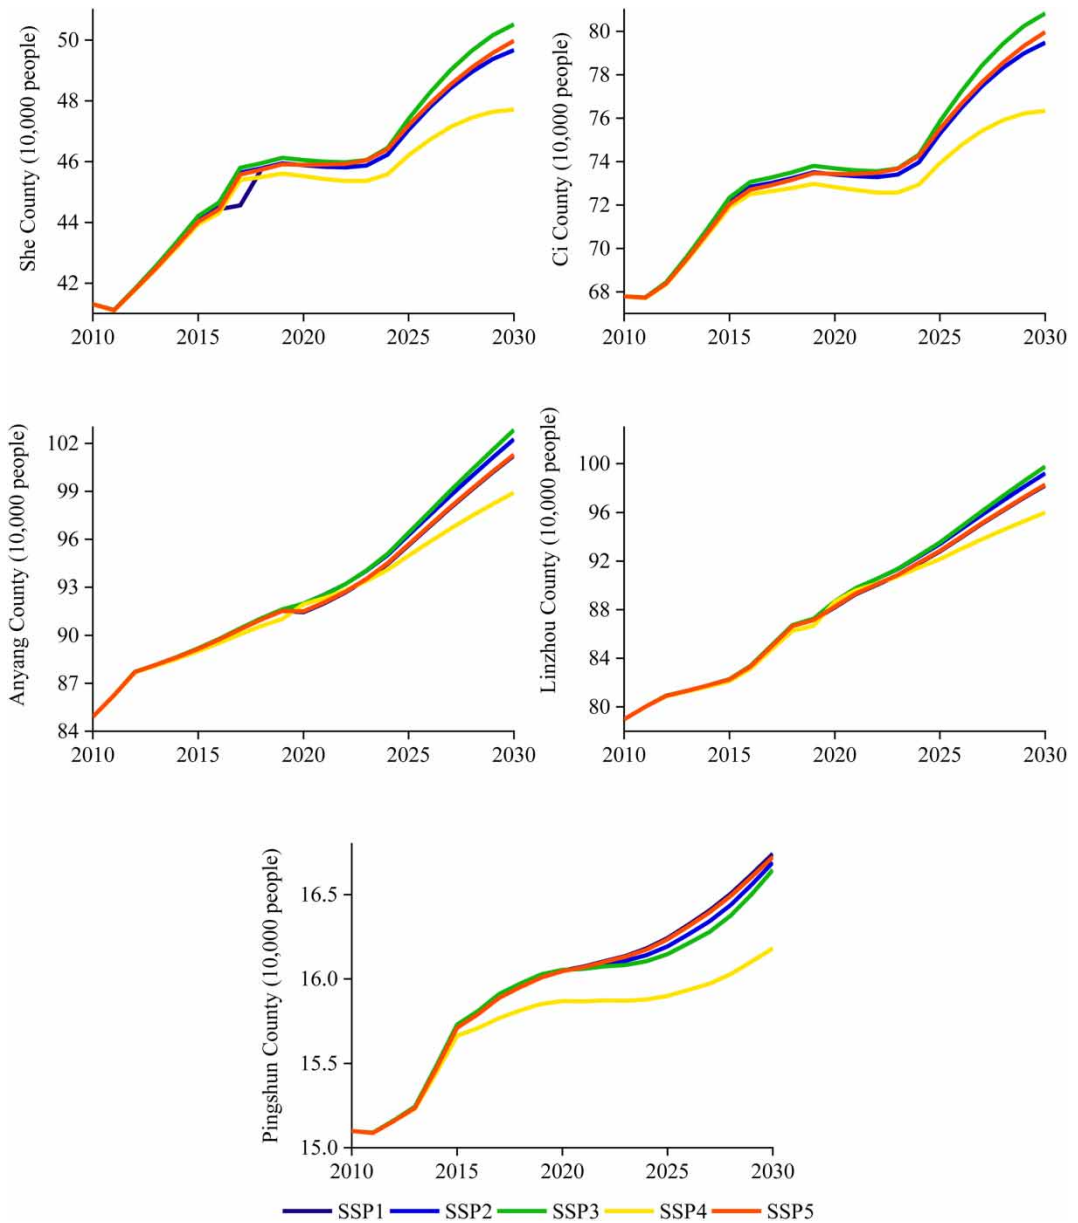 She County (10,000 people)
50
48
46
44
42
2010 2015 2020 2025 2030
Ci County (10,000 people)
80
78
76
74
72
70
68
2010 2015 2020 2025 2030
Anyang County (10,000 people)
102
99
96
93
90
87
84
2010 2015 2020 2025 2030
Linzhou County (10,000 people)
100
96
92
88
84
80
2010 2015 2020 2025 2030
Pingshun County (10,000 people)
16.5
16.0
15.5
15.0
2010 2015 2020 2025 2030
SSP1 SSP2 SSP3 SSP4 SSP5